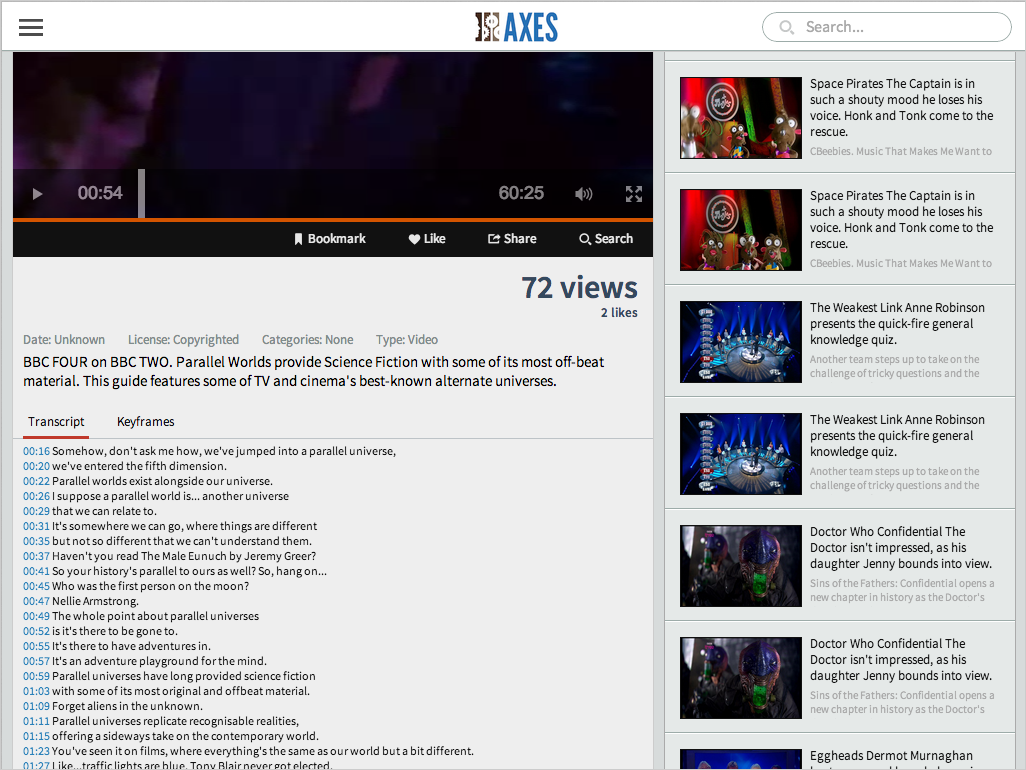 AXES
Search...
00:54
60:25
Bookmark
Like
Share
Search
72 views
2 likes
Date: Unknown
License: Copyrighted
Categories: None
Type: Video
BBC FOUR on BBC TWO. Parallel Worlds provide Science Fiction with some of its most off-beat
material. This guide features some of TV and cinema's best-known alternate universes.
Transcript
Keyframes
00:16 Somehow, don't ask me how, we've jumped into a parallel universe,
00:20 we've entered the fifth dimension.
00:22 Parallel worlds exist alongside our universe.
00:26 I suppose a parallel world is... another universe
00:29 that we can relate to.
00:31 It's somewhere we can go, where things are different
00:35 but not so different that we can't understand them.
00:37 Haven't you read The Male Eunuch by Jeremy Greer?
00:41 So your history's parallel to ours as well? So, hang on...
00:45 Who was the first person on the moon?
00:47 Nellie Armstrong.
00:49 The whole point about parallel universes
00:52 is it's there to be gone to.
00:55 It's there to have adventures in.
00:57 It's an adventure playground for the mind.
00:59 Parallel universes have long provided science fiction
01:03 with some of its most original and offbeat material.
01:09 Forget aliens in the unknown.
01:11 Parallel universes replicate recognisable realities,
01:15 offering a sideways take on the contemporary world.
01:23 You've seen it on films, where everything's the same as our world but a bit different.
01:27 Like...traffic lights are blue, Tony Blair never got elected.
Space Pirates The Captain is in
such a shouty mood he loses his
voice. Honk and Tonk come to the
rescue.
CBeebies. Music That Makes Me Want to
Space Pirates The Captain is in
such a shouty mood he loses his
voice. Honk and Tonk come to the
rescue.
CBeebies. Music That Makes Me Want to
The Weakest Link Anne Robinson
presents the quick-fire general
knowledge quiz.
Another team steps up to take on the
challenge of tricky questions and the
The Weakest Link Anne Robinson
presents the quick-fire general
knowledge quiz.
Another team steps up to take on the
challenge of tricky questions and the
Doctor Who Confidential The
Doctor isn't impressed, as his
daughter Jenny bounds into view.
Sins of the Fathers: Confidential opens a
new chapter in history as the Doctor's
Doctor Who Confidential The
Doctor isn't impressed, as his
daughter Jenny bounds into view.
Sins of the Fathers: Confidential opens a
new chapter in history as the Doctor's
Eggheads Dermot Murnaghan